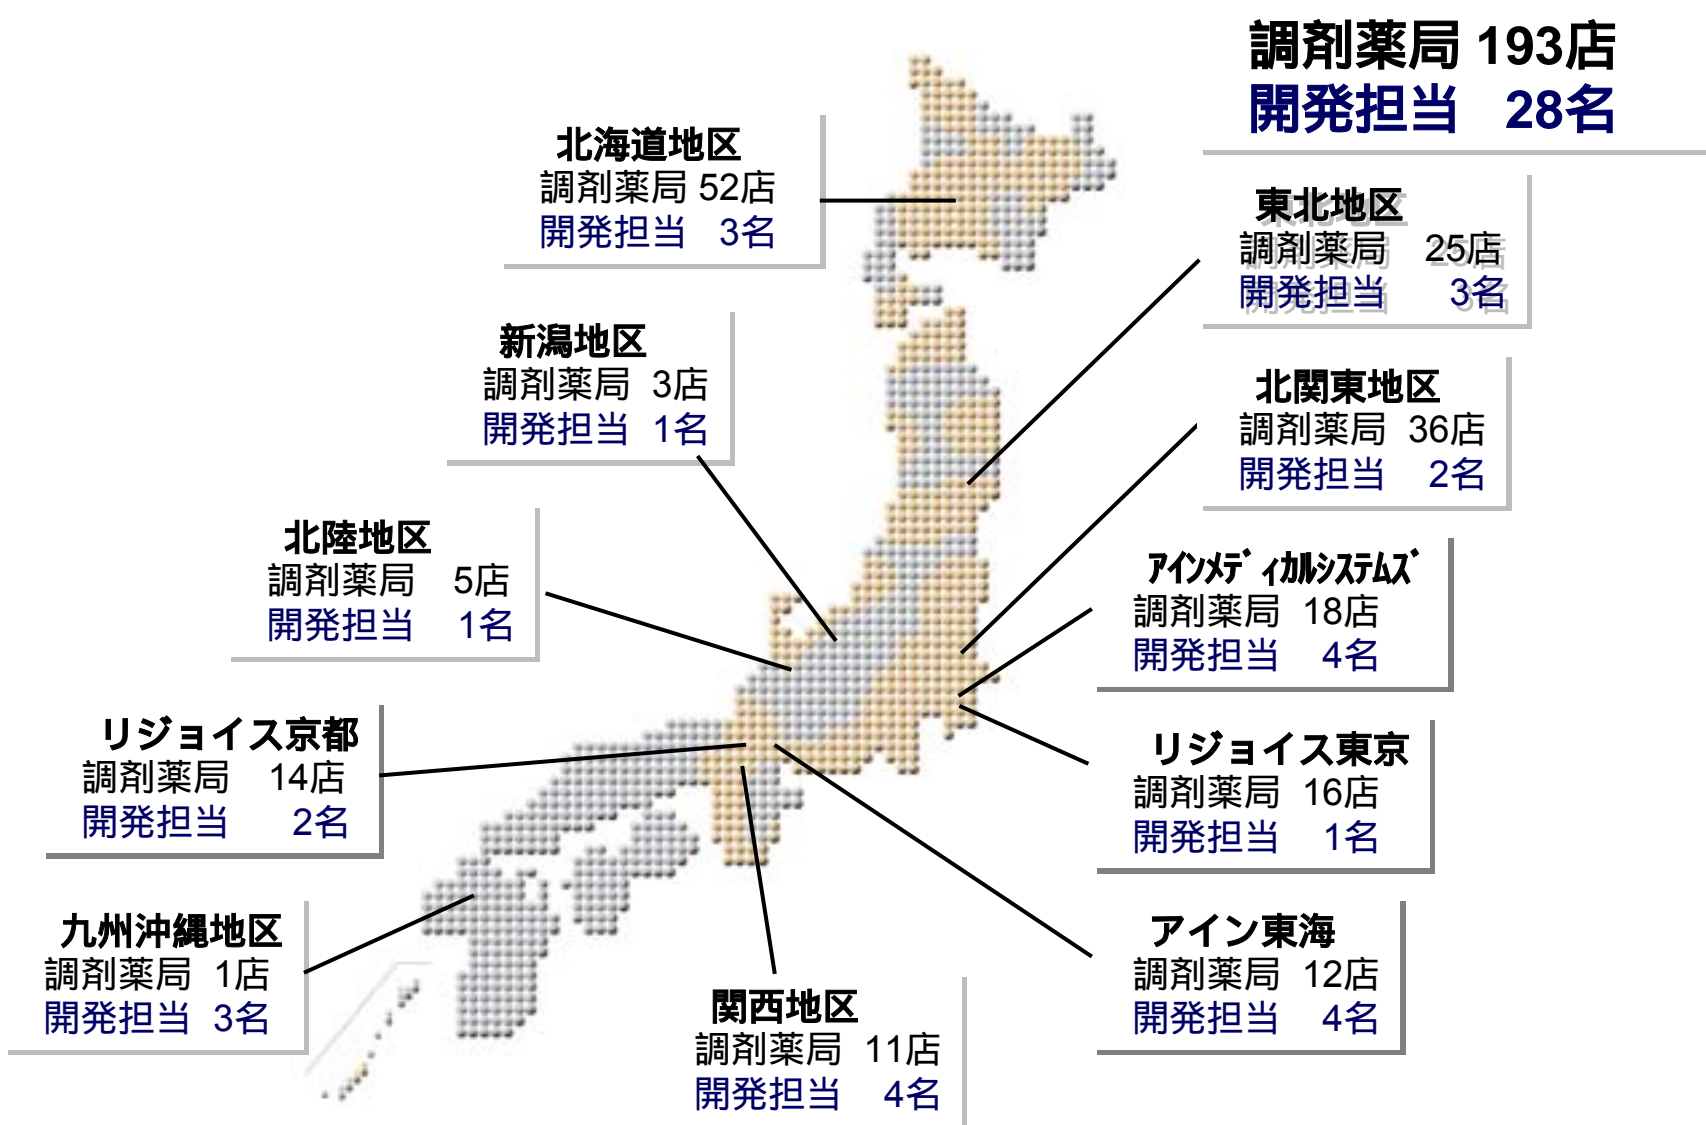 調剤薬局 193店
開発担当 28名
北海道地区
調剤薬局 52店
開発担当 3名
東北地区
調剤薬局 25店
開発担当 3名
新潟地区
調剤薬局 3店
開発担当 1名
北関東地区
調剤薬局 36店
開発担当 2名
北陸地区
調剤薬局 5店
開発担当 1名
ｱｲﾝﾒﾃﾞｨｶﾙｼｽﾃﾑｽﾞ
調剤薬局 18店
開発担当 4名
リジョイス京都
調剤薬局 14店
開発担当 2名
リジョイス東京
調剤薬局 16店
開発担当 1名
九州沖縄地区
調剤薬局 1店
開発担当 3名
アイン東海
調剤薬局 12店
開発担当 4名
関西地区
調剤薬局 11店
開発担当 4名